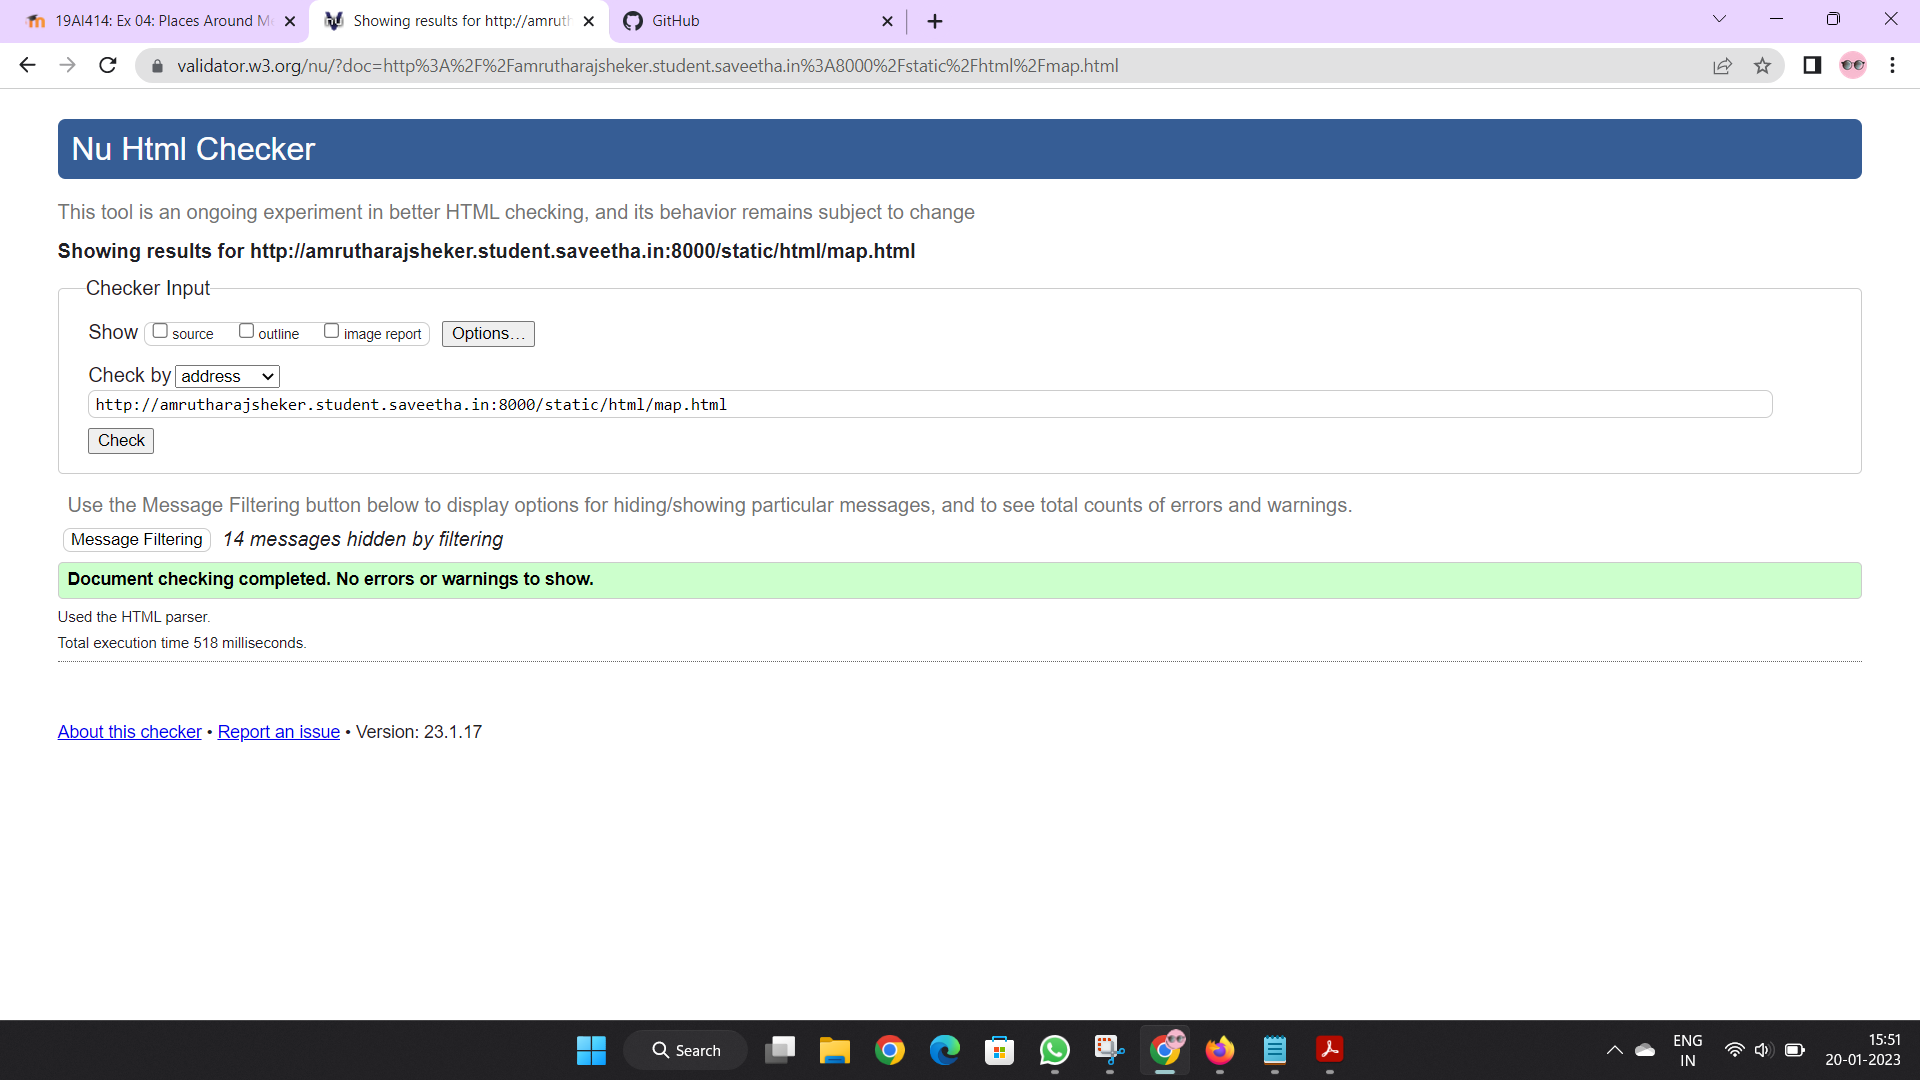 19AI414: Ex 04: Places Around M
Showing results for http://amrut
GitHub
validator.w3.org/nu/?doc=http%3A%2F%2Famrutharajsheker.student.saveetha.in%3A8000%2Fstatic%2Fhtml%2Fmap.html
Nu Html Checker
This tool is an ongoing experiment in better HTML checking, and its behavior remains subject to change
Showing results for http://amrutharajsheker.student.saveetha.in:8000/static/html/map.html
Checker Input
Show source outline image report Options...
Check by address
http://amrutharajsheker.student.saveetha.in:8000/static/html/map.html
Check
Use the Message Filtering button below to display options for hiding/showing particular messages, and to see total counts of errors and warnings.
Message Filtering 14 messages hidden by filtering
Document checking completed. No errors or warnings to show.
Used the HTML parser.
Total execution time 518 milliseconds.
About this checker • Report an issue • Version: 23.1.17
Search
ENG
IN
15:51
20-01-2023